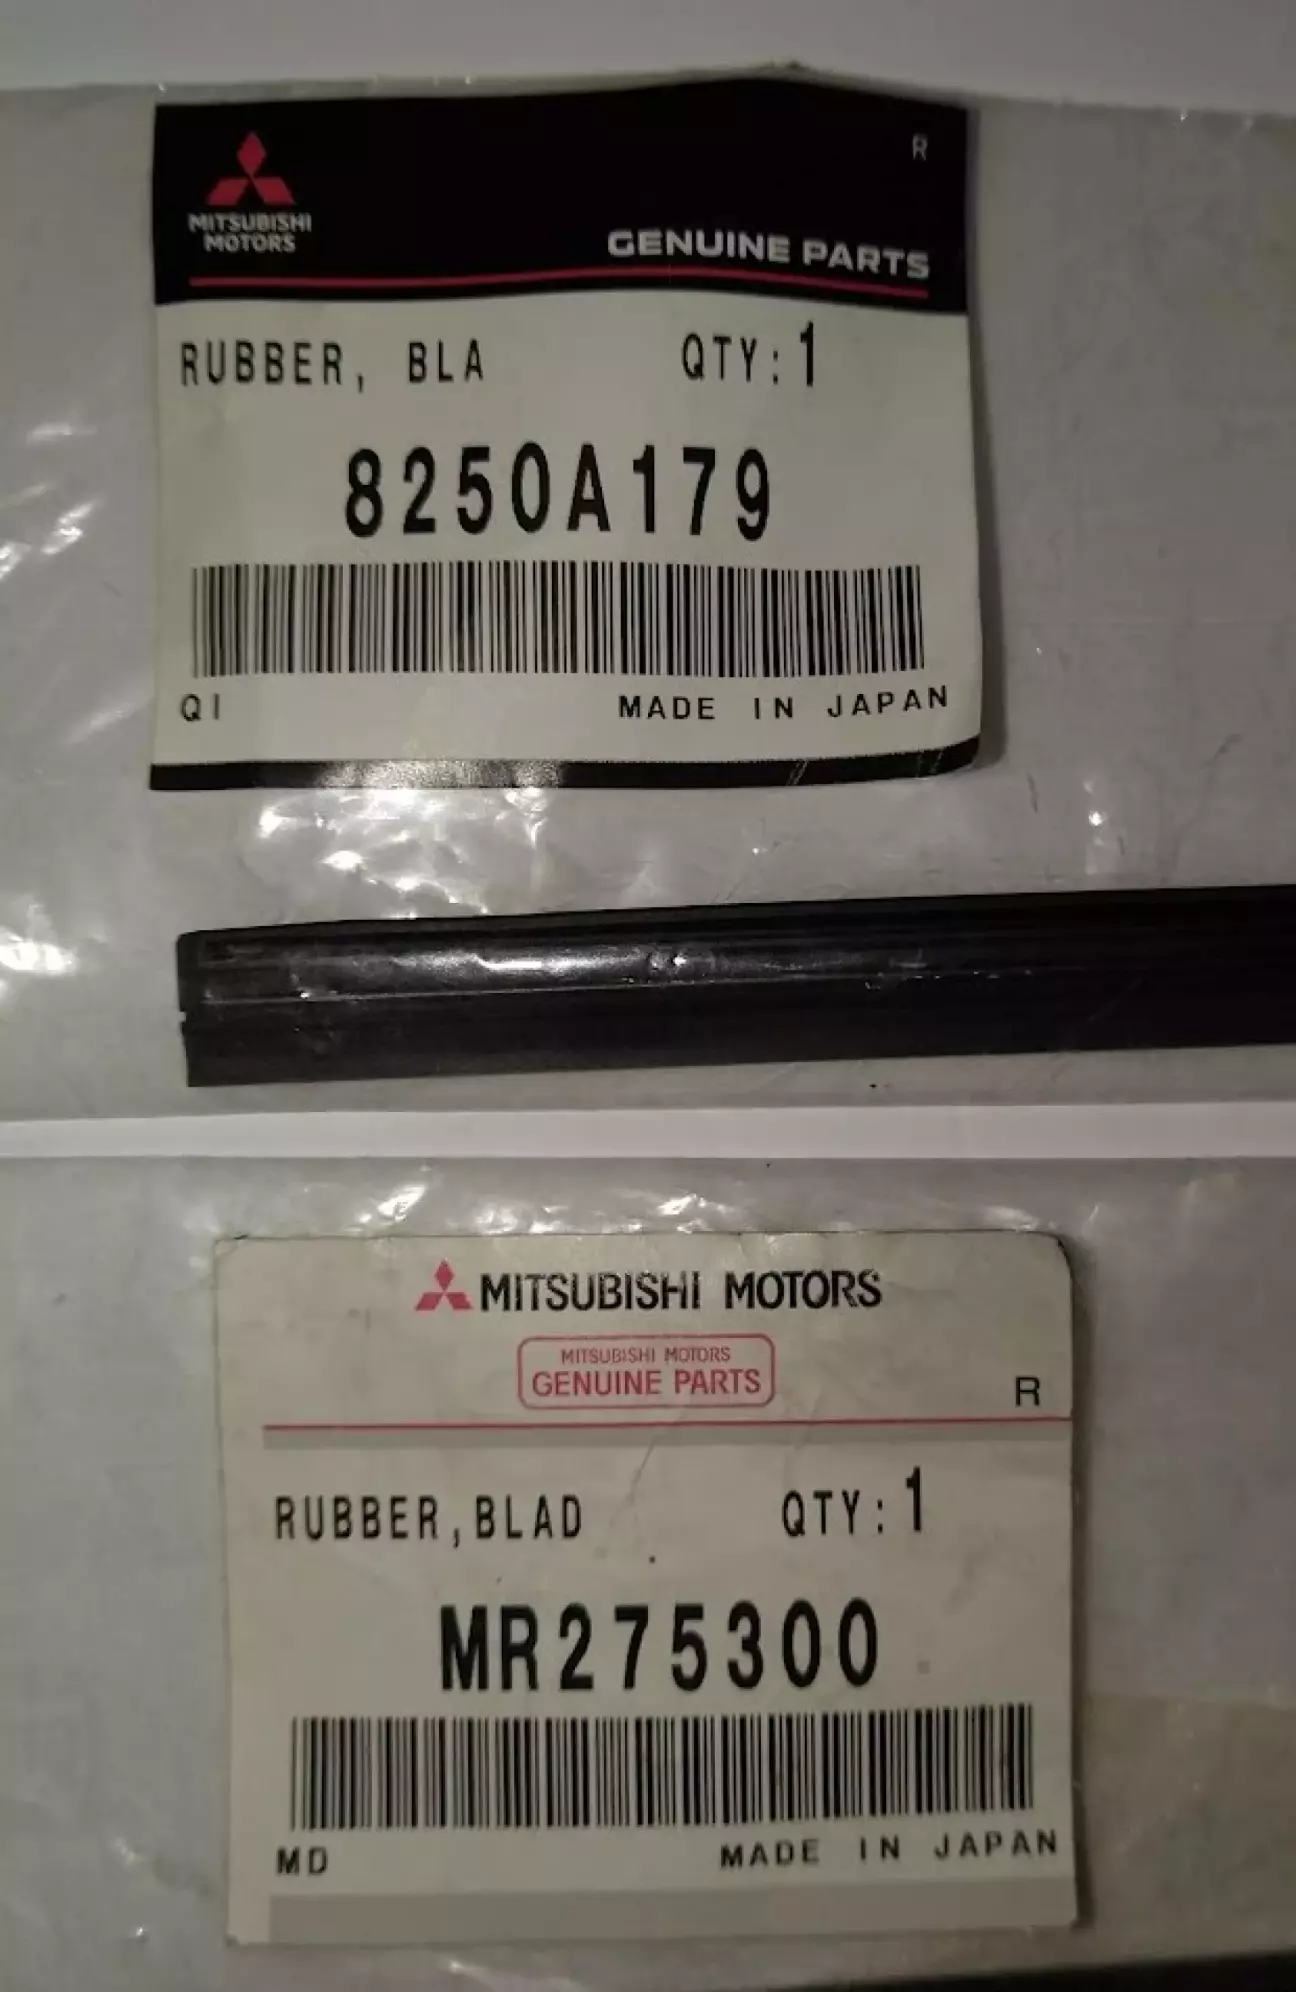 R
MITSUBISHI
MOTORS
GENUINE PARTS
RUBBER, BLA QTY:1
8250A179
QI MADE IN JAPAN
MITSUBISHI MOTORS
MITSUBISHI MOTORS
GENUINE PARTS
R
RUBBER,BLAD QTY:1
MR275300
MD MADE IN JAPAN